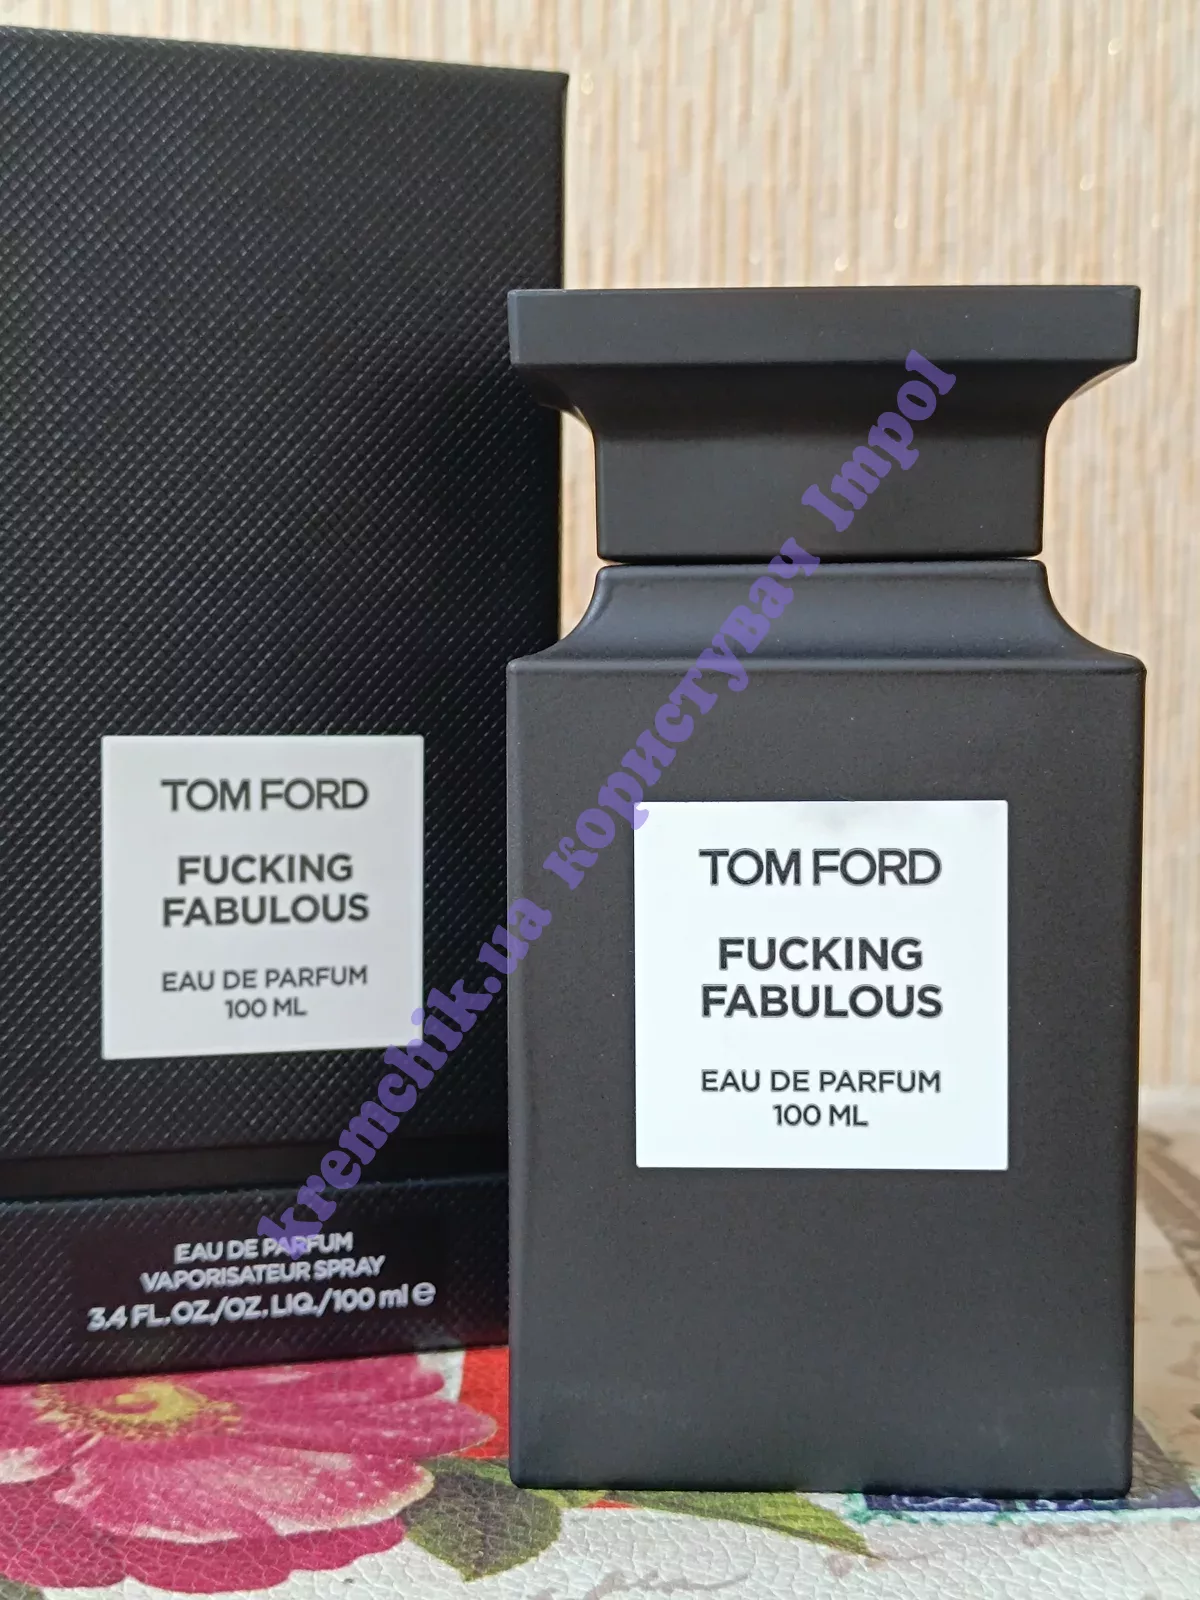 TOM FORD
FUCKING
FABULOUS
EAU DE PARFUM
100 ML
EAU DE PARFUM
VAPORISATEUR SPRAY
3.4 FL.OZ./OZ. LIQ./100 ml e
TOM FORD
FUCKING
FABULOUS
EAU DE PARFUM
100 ML
kremchik.ua користувач Impol